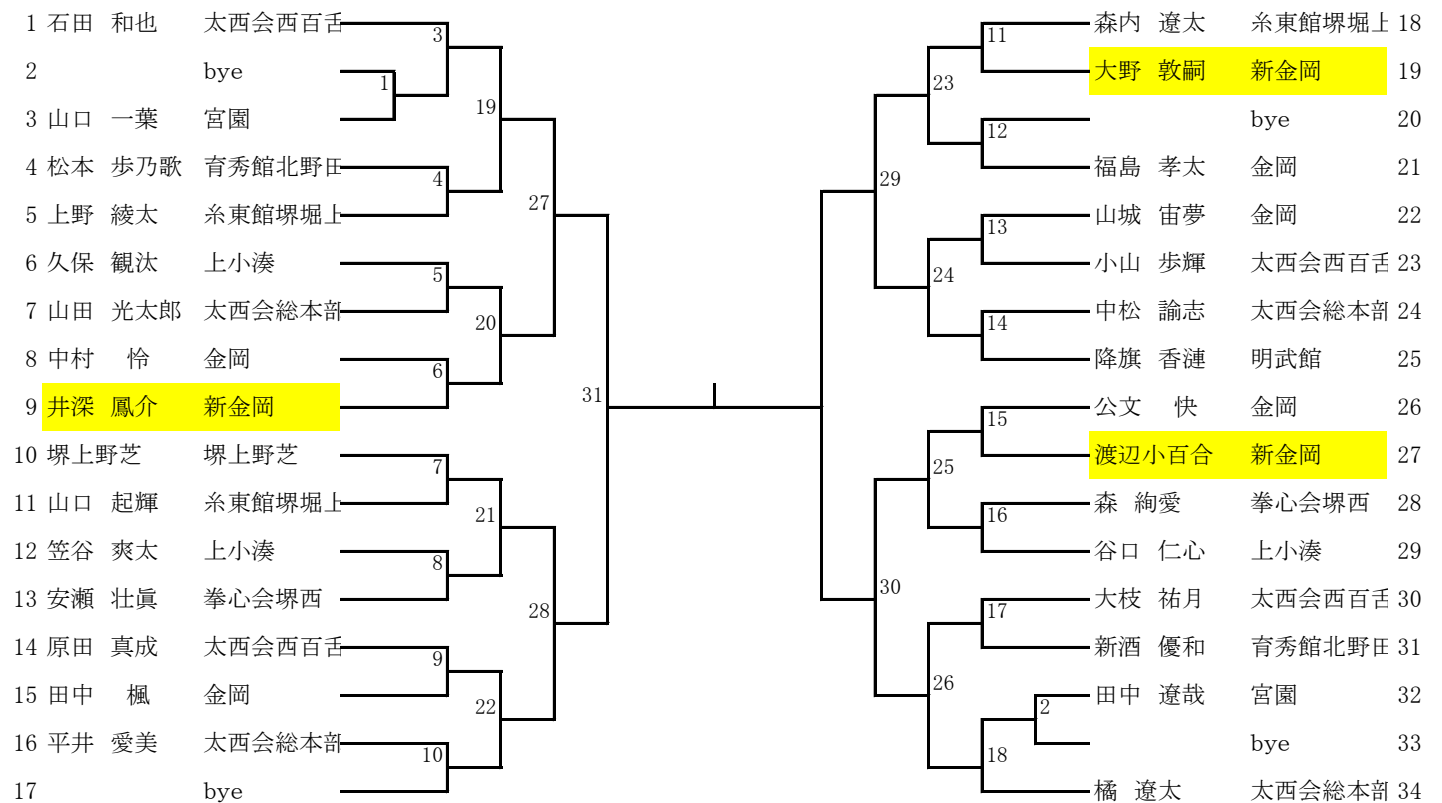 1 石田 和也 太西会西百舌
2 bye
3 山口 一葉 宮園
4 松本 歩乃歌 育秀館北野田
5 上野 綾太 糸東館堺堀上
6 久保 観汰 上小湊
7 山田 光太郎 太西会総本部
8 中村 怜 金岡
9 井深 鳳介 新金岡
10 堺上野芝 堺上野芝
11 山口 起輝 糸東館堺堀上
12 笠谷 爽太 上小湊
13 安瀬 壮眞 拳心会堺西
14 原田 真成 太西会西百舌
15 田中 楓 金岡
16 平井 愛美 太西会総本部
17 bye
3
1
19
4
27
5
20
6
31
7
21
8
28
9
22
10
11
23
12
29
13
24
14
15
25
16
30
17
26
2
18
森内 遼太 糸東館堺堀上 18
大野 敦嗣 新金岡 19
bye 20
福島 孝太 金岡 21
山城 宙夢 金岡 22
小山 歩輝 太西会西百舌 23
中松 諭志 太西会総本部 24
降旗 香漣 明武館 25
公文 快 金岡 26
渡辺小百合 新金岡 27
森 絢愛 拳心会堺西 28
谷口 仁心 上小湊 29
大枝 祐月 太西会西百舌 30
新酒 優和 育秀館北野田 31
田中 遼哉 宮園 32
bye 33
橘 遼太 太西会総本部 34